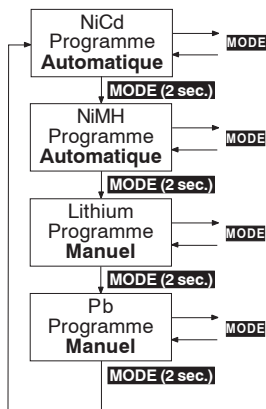 NiCd
Programme
Automatique
MODE
MODE (2 sec.)
NiMH
Programme
Automatique
MODE
MODE (2 sec.)
Lithium
Programme
Manuel
MODE
MODE (2 sec.)
Pb
Programme
Manuel
MODE
MODE (2 sec.)